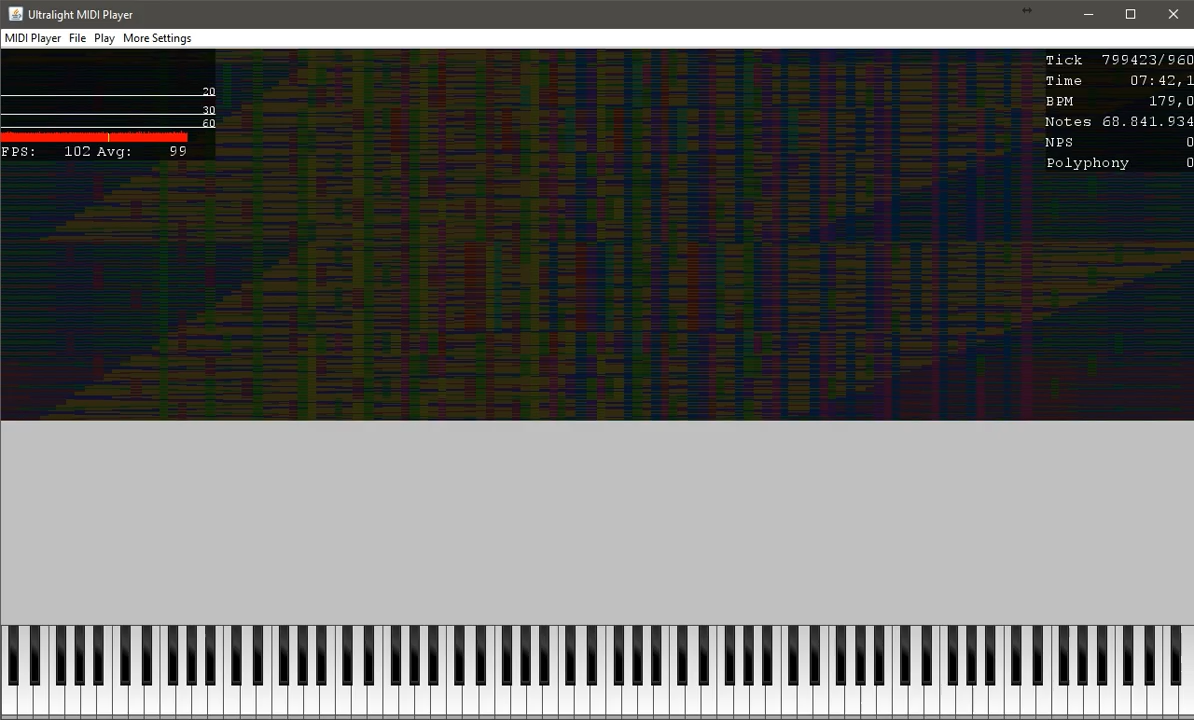 Ultralight MIDI Player
MIDI Player File Play More Settings
20
30
60
FPS: 102 Avg: 99
Tick 799423/960
Time 07:42,1
BPM 179,0
Notes 68.841.934
NPS 0
Polyphony 0